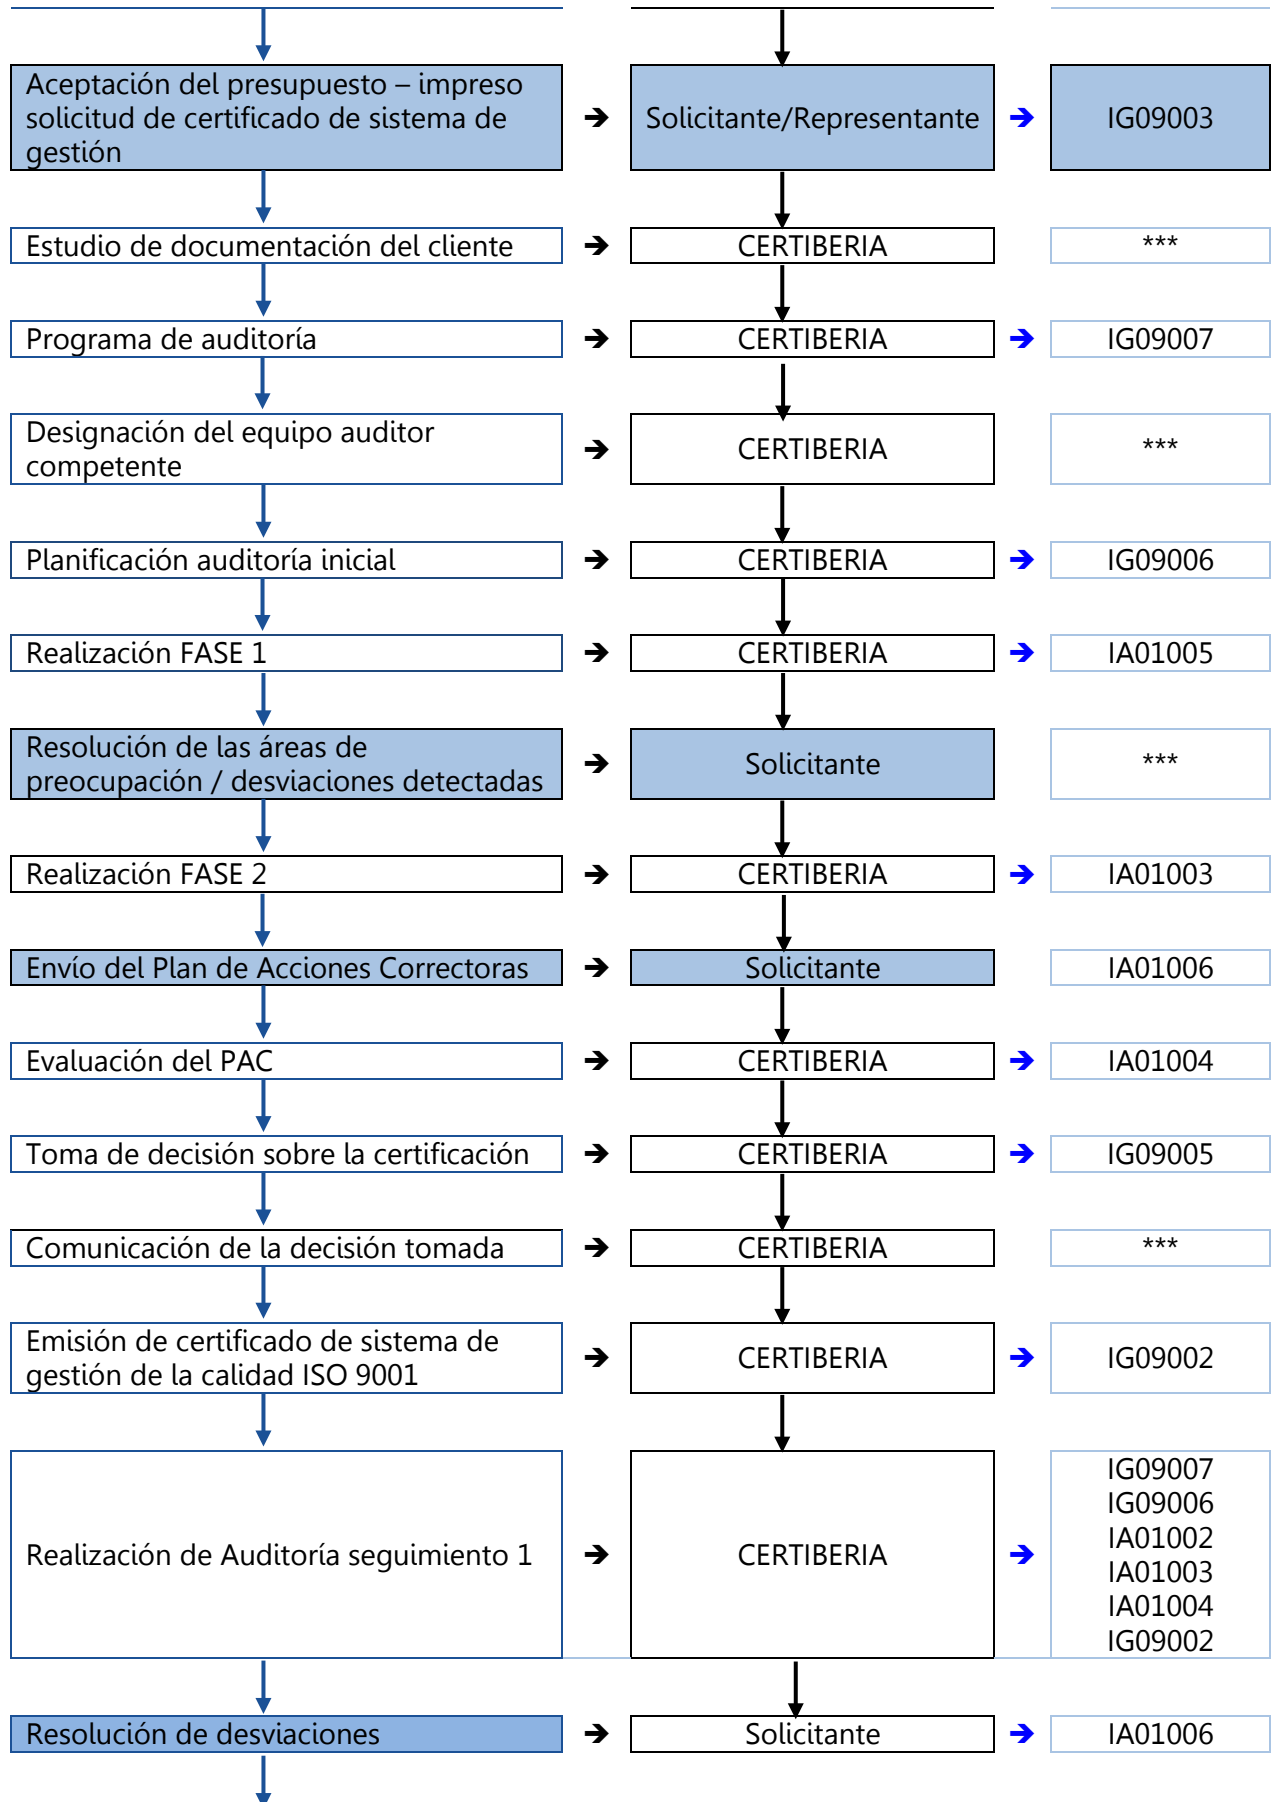 Aceptación del presupuesto – impreso
solicitud de certificado de sistema de
gestión
➔
Solicitante/Representante
➔
IG09003
Estudio de documentación del cliente
➔
CERTIBERIA
***
Programa de auditoría
➔
CERTIBERIA
➔
IG09007
Designación del equipo auditor
competente
➔
CERTIBERIA
***
Planificación auditoría inicial
➔
CERTIBERIA
➔
IG09006
Realización FASE 1
➔
CERTIBERIA
➔
IA01005
Resolución de las áreas de
preocupación / desviaciones detectadas
➔
Solicitante
***
Realización FASE 2
➔
CERTIBERIA
➔
IA01003
Envío del Plan de Acciones Correctoras
➔
Solicitante
IA01006
Evaluación del PAC
➔
CERTIBERIA
➔
IA01004
Toma de decisión sobre la certificación
➔
CERTIBERIA
➔
IG09005
Comunicación de la decisión tomada
➔
CERTIBERIA
***
Emisión de certificado de sistema de
gestión de la calidad ISO 9001
➔
CERTIBERIA
➔
IG09002
Realización de Auditoría seguimiento 1
➔
CERTIBERIA
➔
IG09007
IG09006
IA01002
IA01003
IA01004
IG09002
Resolución de desviaciones
➔
Solicitante
➔
IA01006